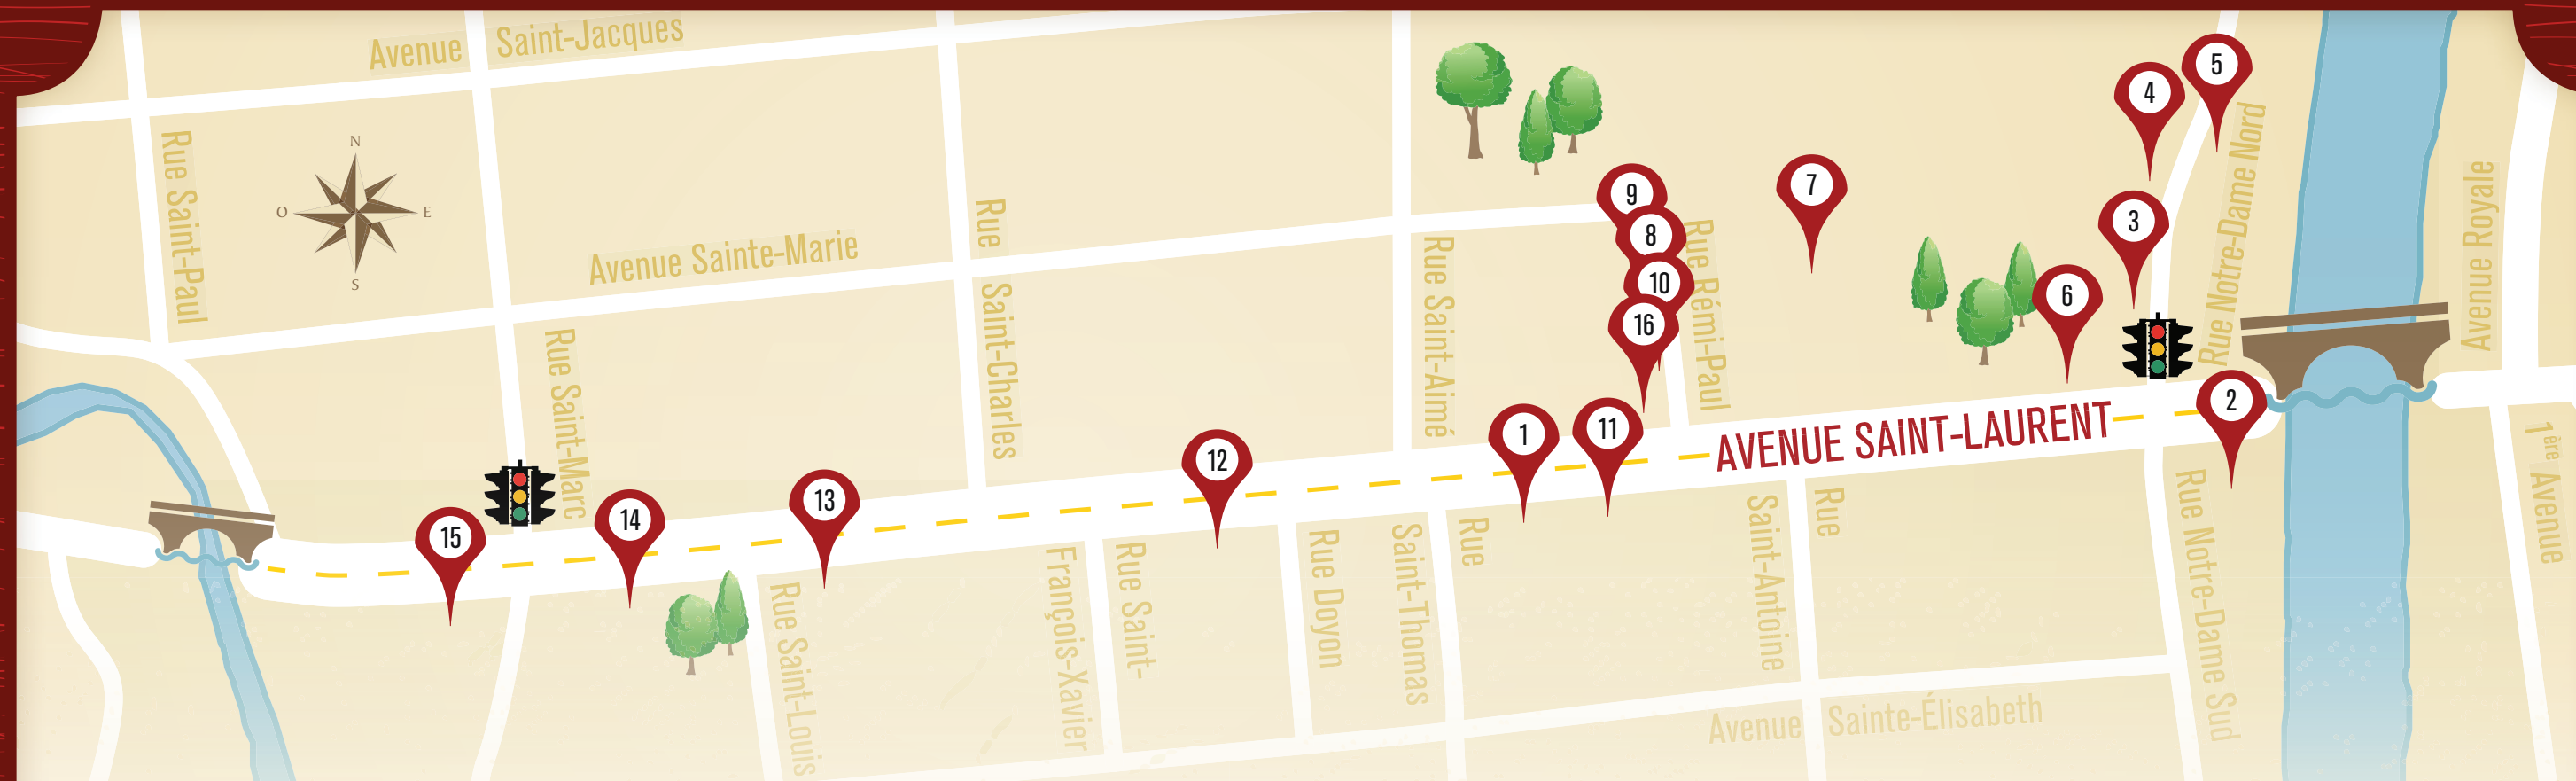 Avenue Saint-Jacques
Rue Saint-Paul
N
O
E
S
Avenue Sainte-Marie
Rue Saint-Marc
Rue Saint-Charles
Rue Saint-Aimé
Rue Rémi-Paul
Rue Notre-Dame Nord
Avenue Royale
1ère Avenue
AVENUE SAINT-LAURENT
5
4
9
7
3
8
10
6
16
2
11
1
12
13
14
15
Rue Saint-Louis
Rue Saint-
François-Xavier
Rue Doyon
Rue
Saint-Thomas
Rue
Saint-Antoine
Rue Notre-Dame Sud
Avenue Sainte-Élisabeth